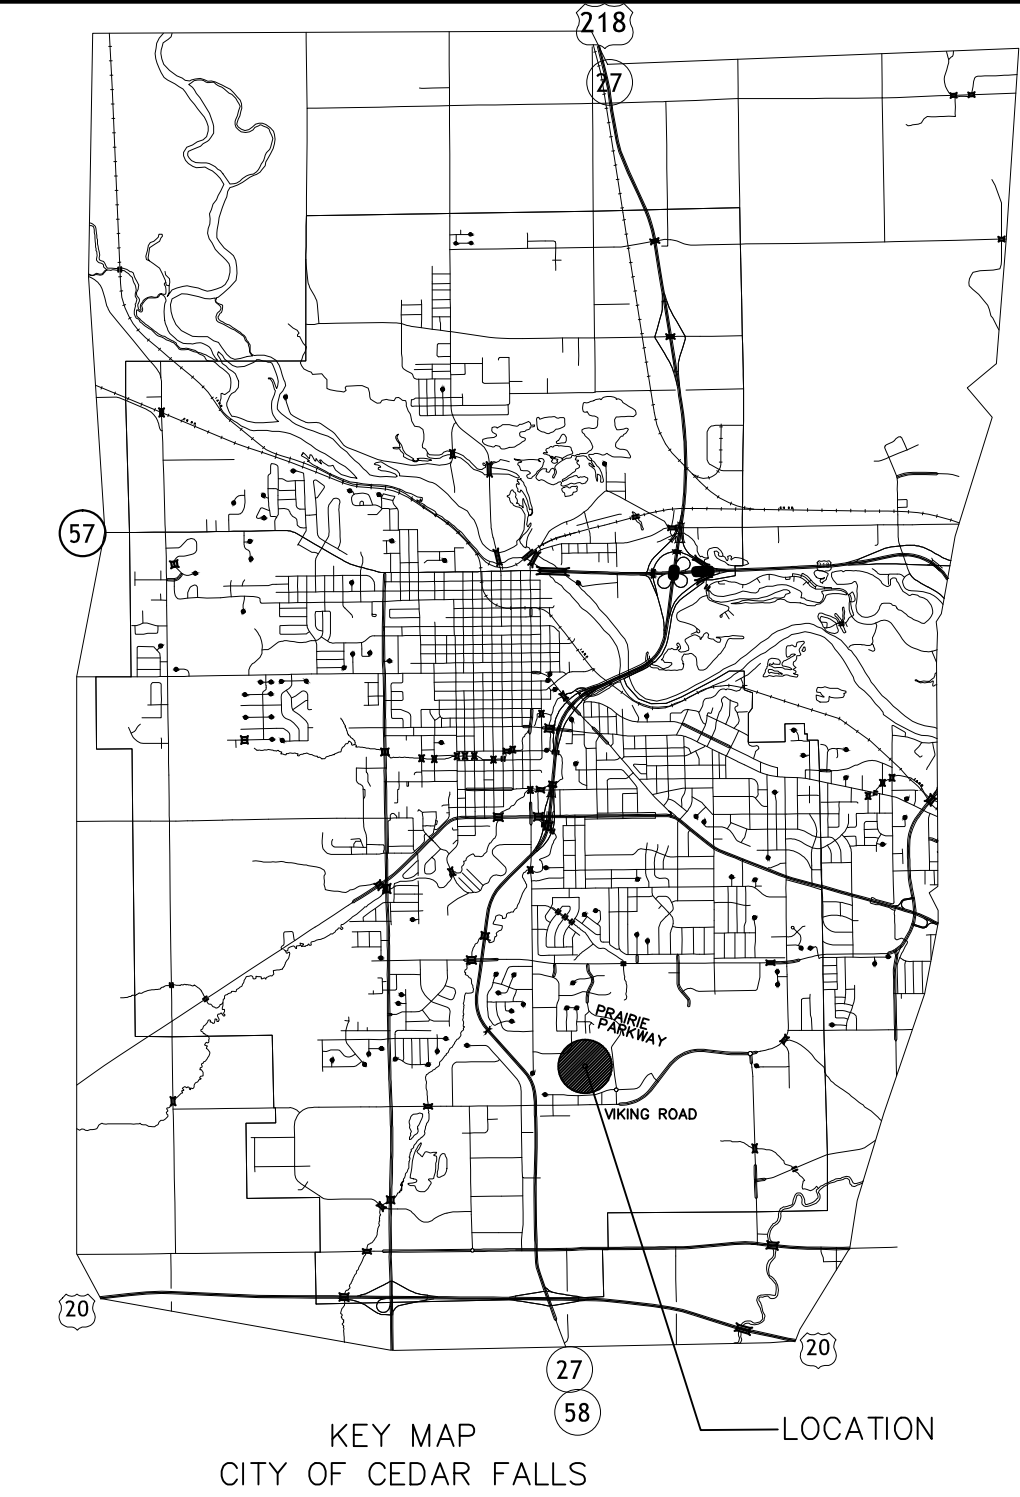 218
27
57
PRAIRIE
PARKWAY
VIKING ROAD
20
20
27
58
LOCATION
KEY MAP
CITY OF CEDAR FALLS